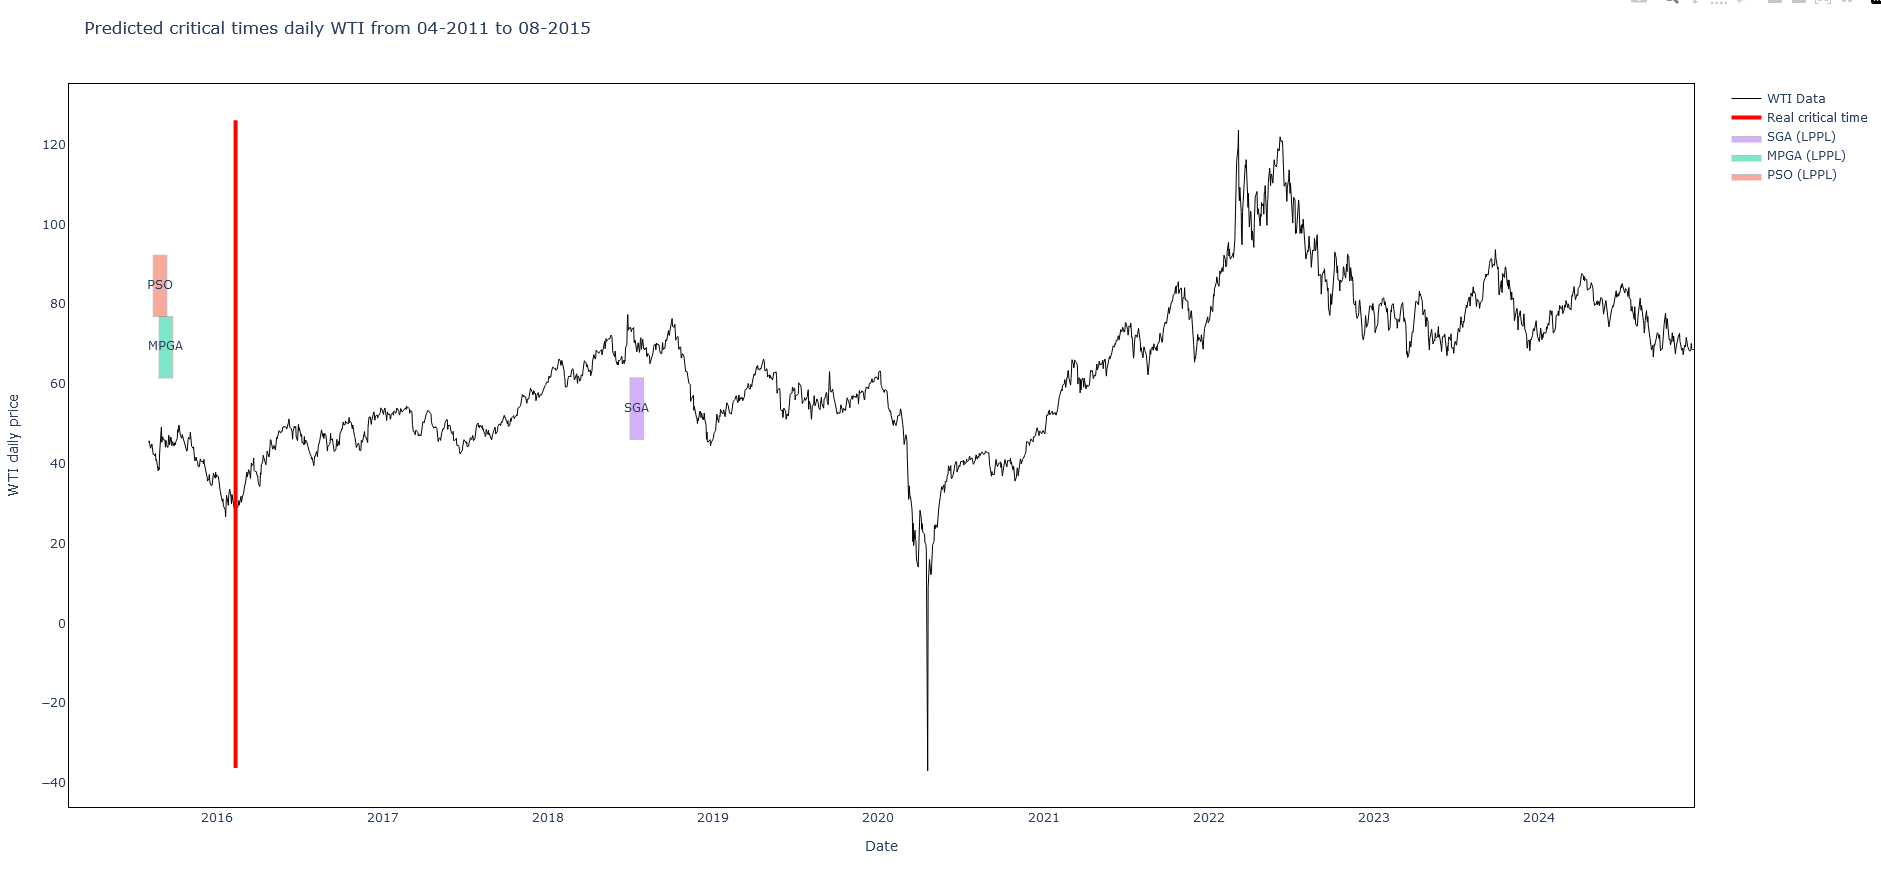 Predicted critical times daily WTI from 04-2011 to 08-2015
WTI Data
Real critical time
SGA (LPPL)
MPGA (LPPL)
PSO (LPPL)
120
100
80
60
40
20
0
−20
−40
WTI daily price
PSO
MPGA
SGA
2016
2017
2018
2019
2020
2021
2022
2023
2024
Date